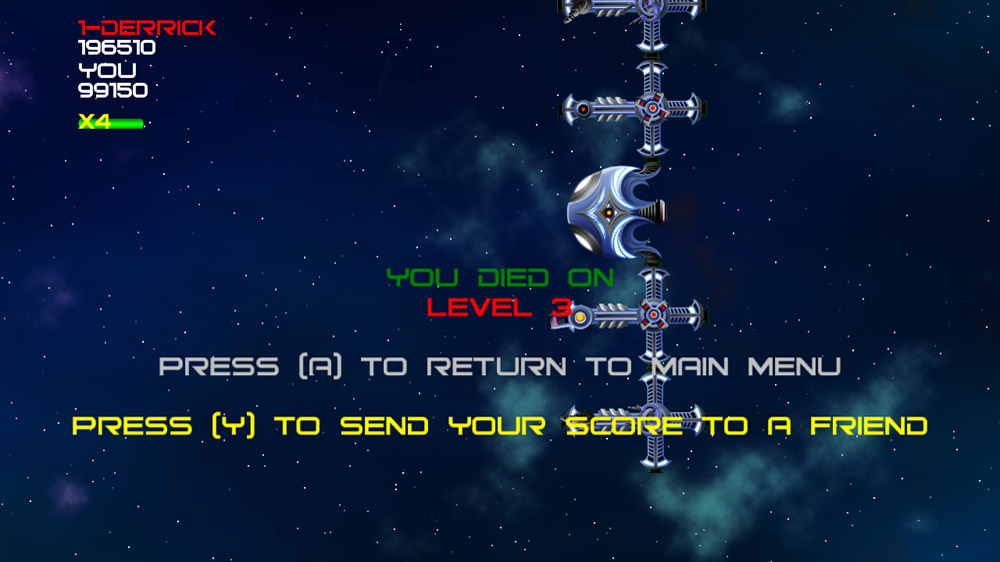 1-DERRICK
196510
YOU
99150
X4
YOU DIED ON
LEVEL 3
PRESS (A) TO RETURN TO MAIN MENU
PRESS (Y) TO SEND YOUR SCORE TO A FRIEND